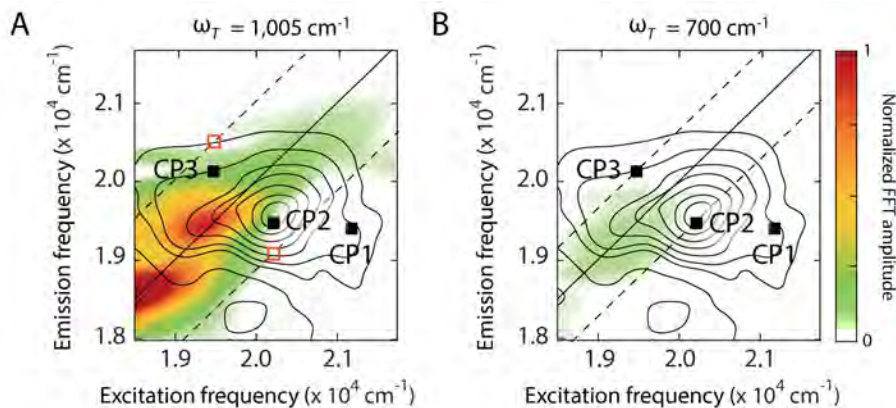 A
ω_T = 1,005 cm⁻¹
Emission frequency (x 10⁴ cm⁻¹)
2.1
2.0
1.9
1.8
CP3
CP2
CP1
1.9
2.0
2.1
Excitation frequency (x 10⁴ cm⁻¹)
B
ω_T = 700 cm⁻¹
Emission frequency (x 10⁴ cm⁻¹)
2.1
2.0
1.9
1.8
CP3
CP2
CP1
1.9
2.0
2.1
Excitation frequency (x 10⁴ cm⁻¹)
1
0
Normalized FFT amplitude